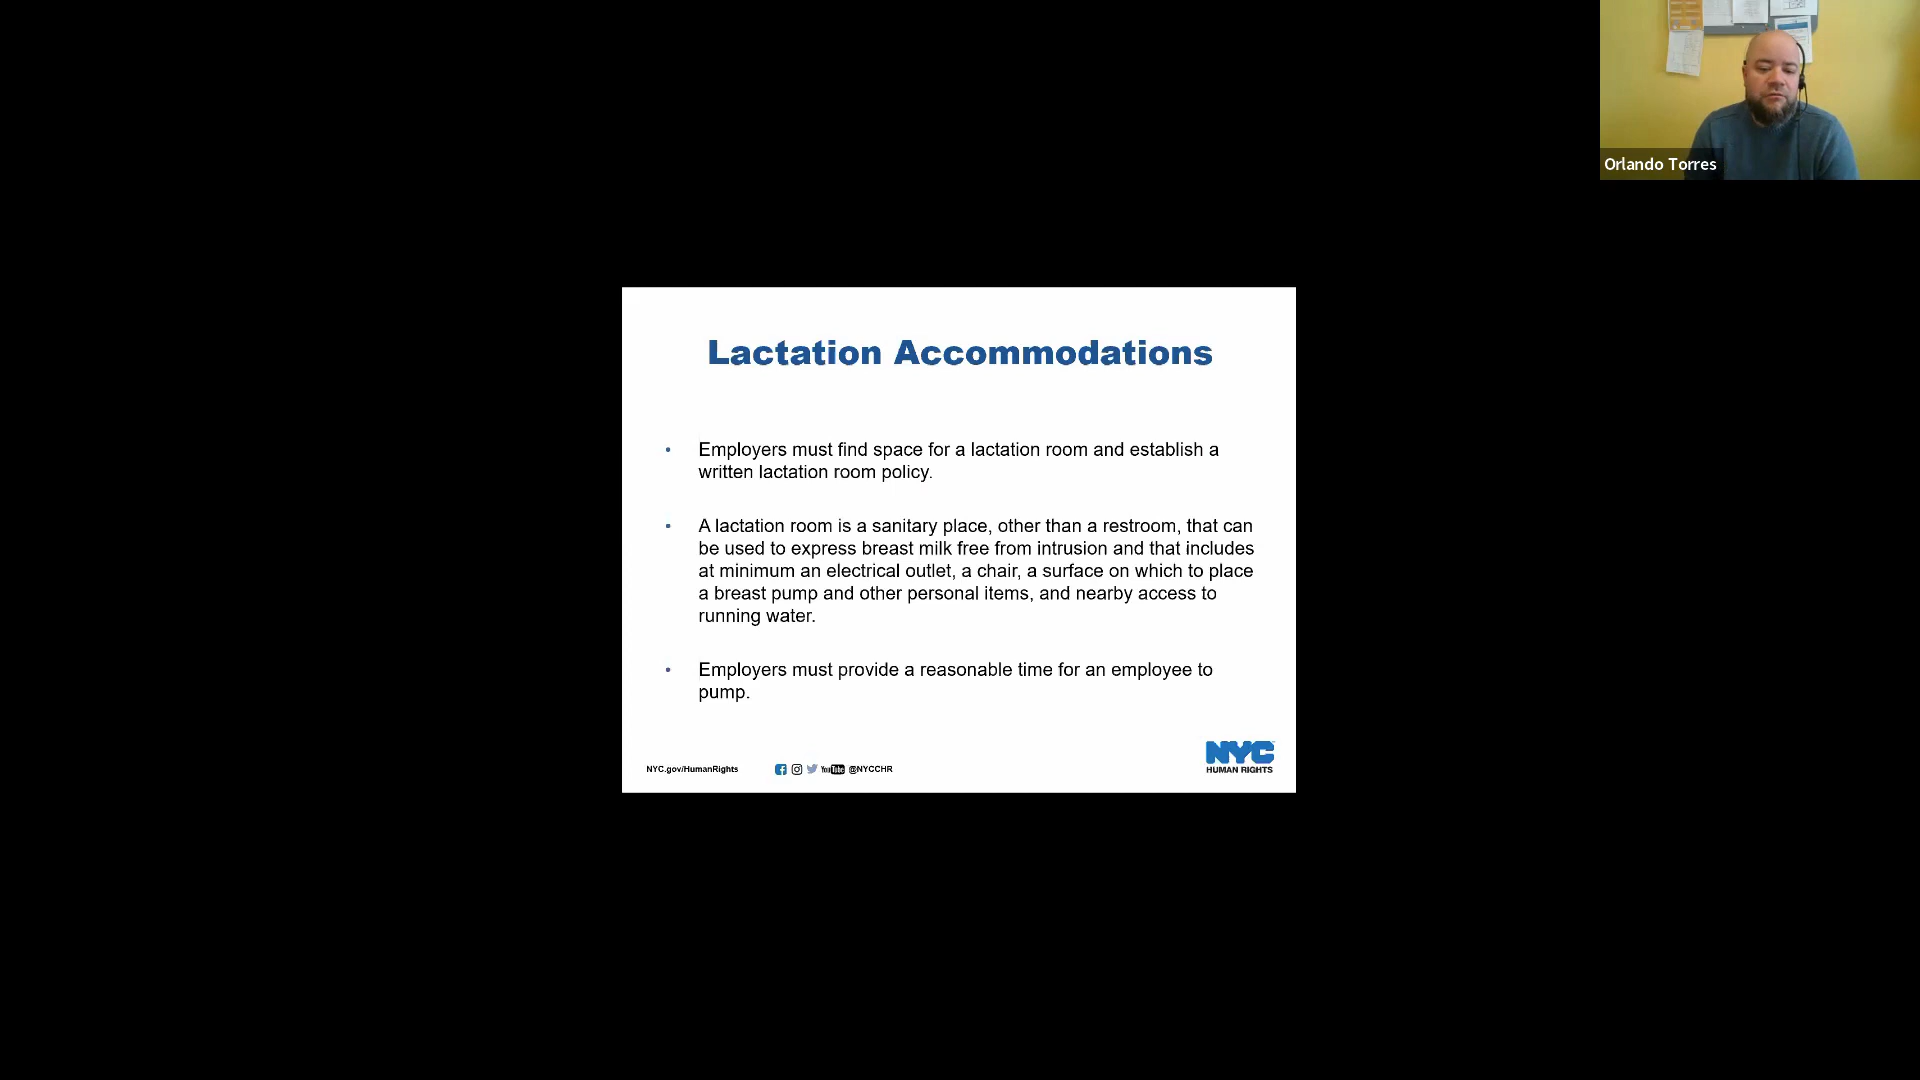 Orlando Torres
Lactation Accommodations
• Employers must find space for a lactation room and establish a
written lactation room policy.
• A lactation room is a sanitary place, other than a restroom, that can
be used to express breast milk free from intrusion and that includes
at minimum an electrical outlet, a chair, a surface on which to place
a breast pump and other personal items, and nearby access to
running water.
• Employers must provide a reasonable time for an employee to
pump.
NYC.gov/HumanRights YouTube @NYCCHR
NYC
HUMAN RIGHTS